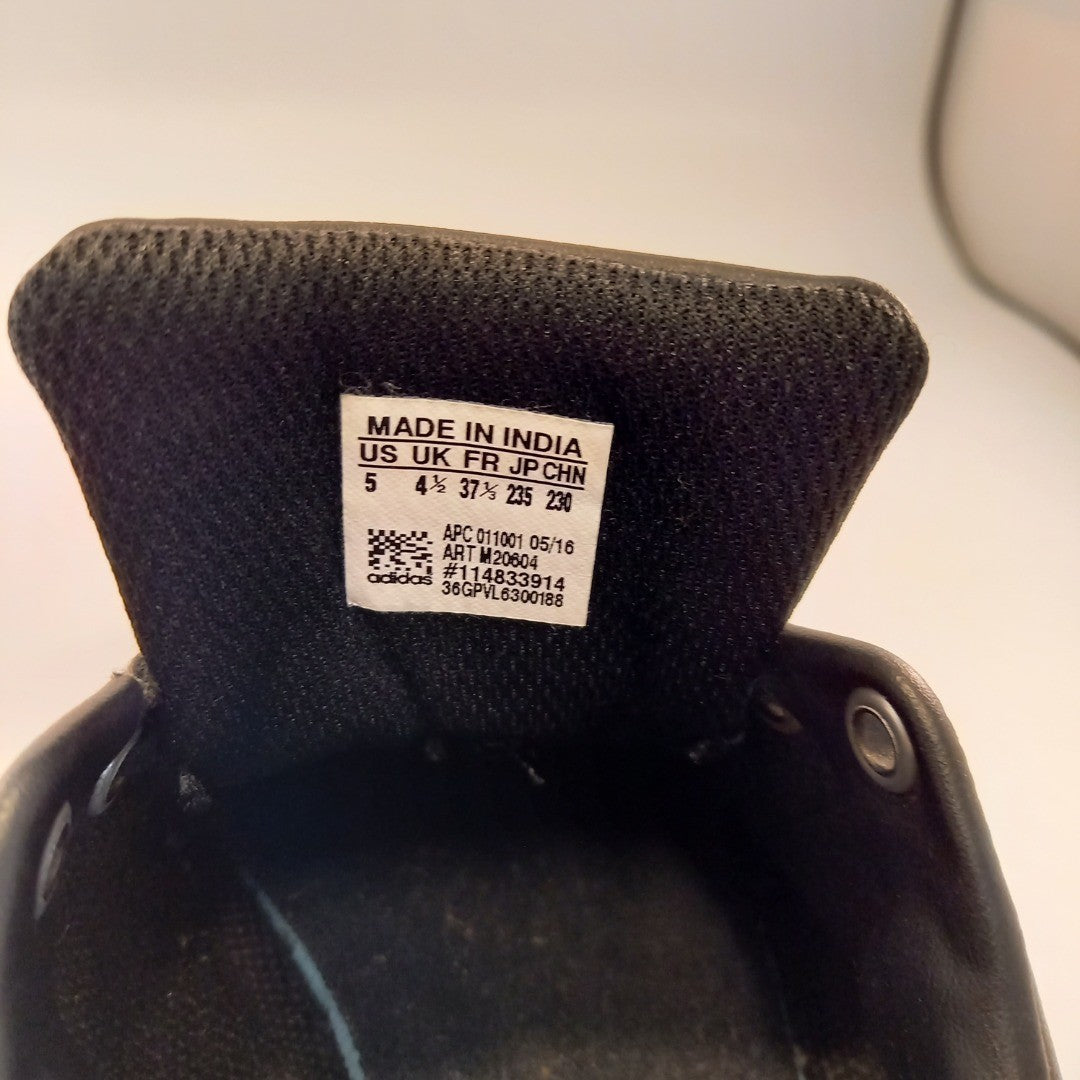 MADE IN INDIA
US UK FR JP CHN
5 4½ 37⅓ 235 230
APC 011001 05/16
ART M20604
#114833914
36GPVL6300188
adidas